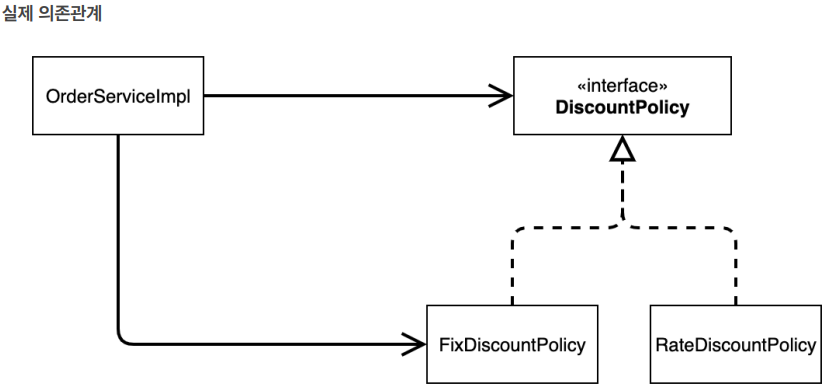 실제 의존관계
OrderServiceImpl
«interface»
DiscountPolicy
FixDiscountPolicy
RateDiscountPolicy